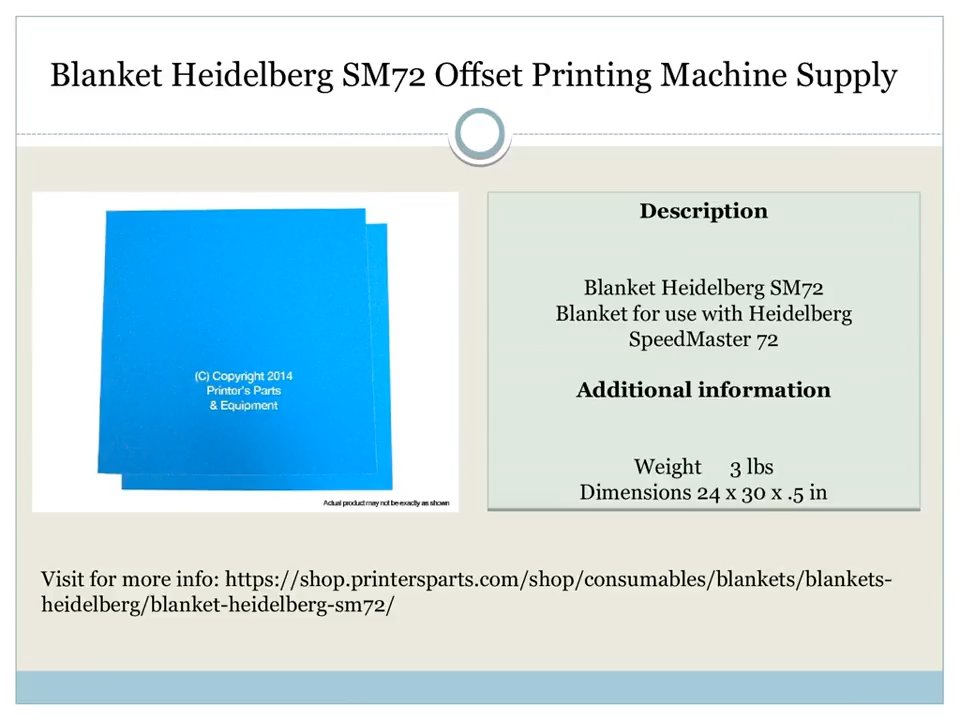 Blanket Heidelberg SM72 Offset Printing Machine Supply
(C) Copyright 2014
Printer's Parts
& Equipment
Actual product may not be exactly as shown
Description
Blanket Heidelberg SM72
Blanket for use with Heidelberg
SpeedMaster 72
Additional information
Weight 3 lbs
Dimensions 24 x 30 x .5 in
Visit for more info: https://shop.printersparts.com/shop/consumables/blankets/blankets-
heidelberg/blanket-heidelberg-sm72/